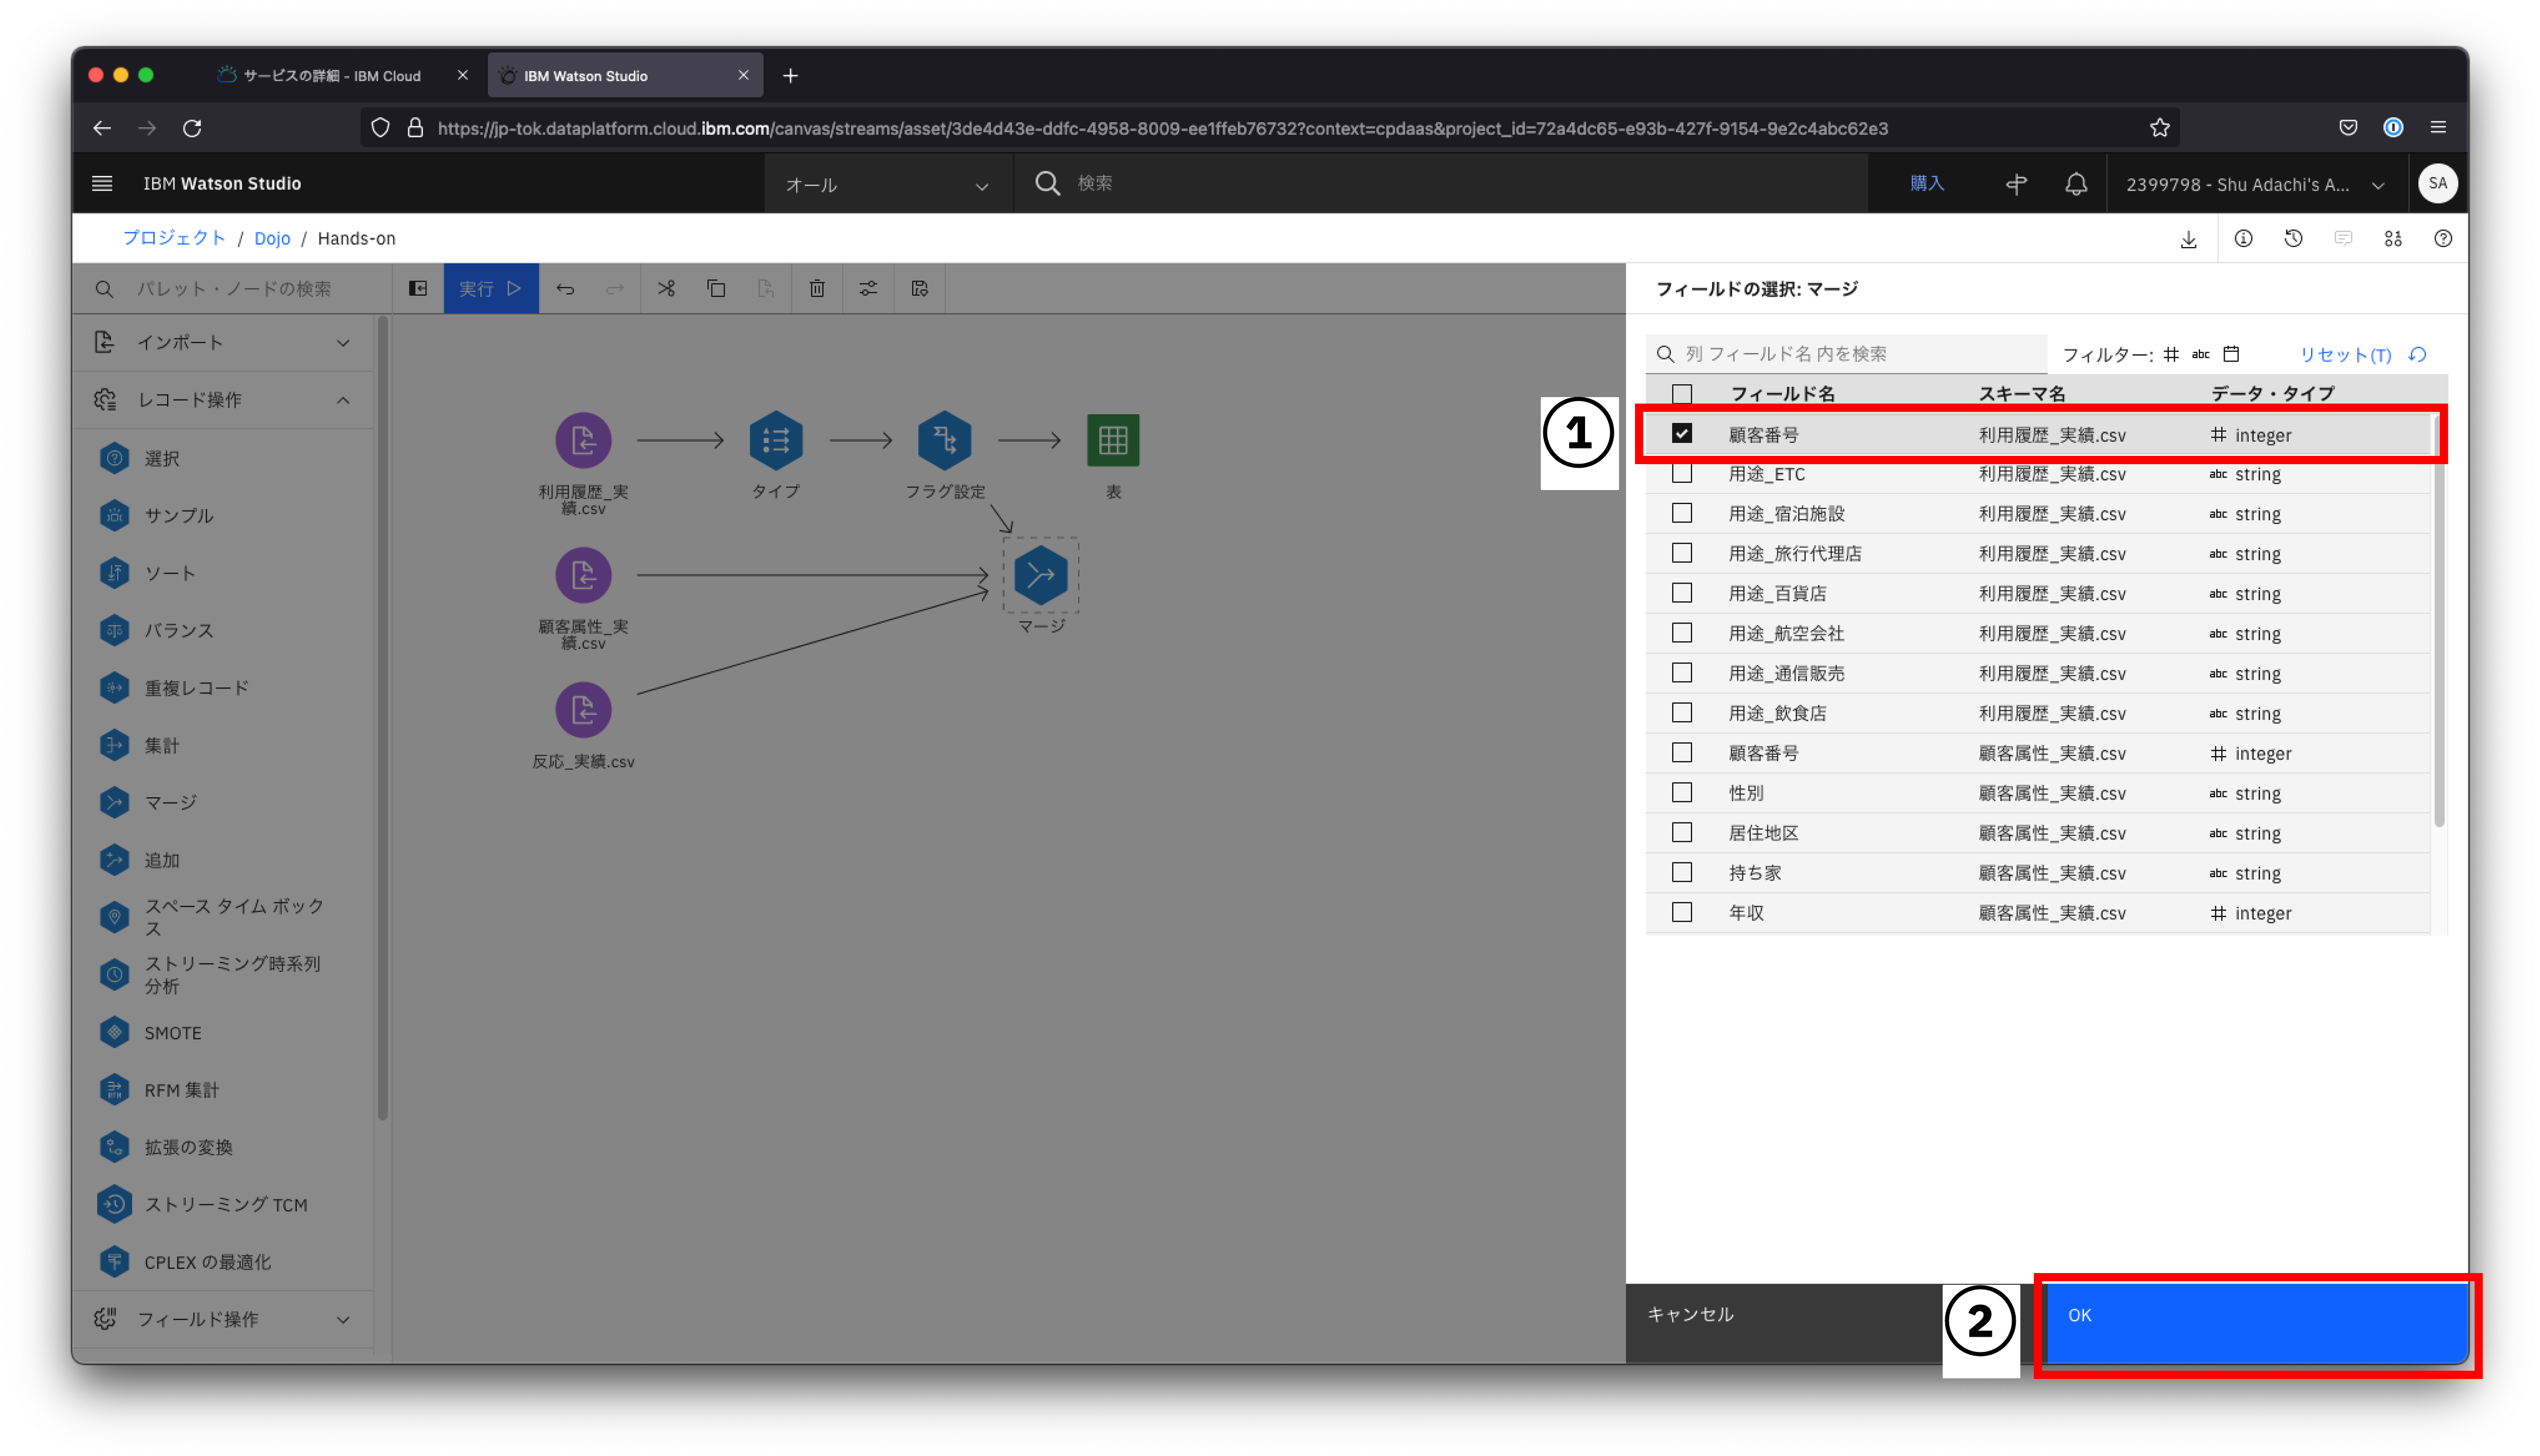 サービスの詳細 - IBM Cloud
IBM Watson Studio
https://jp-tok.dataplatform.cloud.ibm.com/canvas/streams/asset/3de4d43e-ddfc-4958-8009-ee1ffeb76732?context=cpdaas&project_id=72a4dc65-e93b-427f-9154-9e2c4abc62e3
IBM Watson Studio
オール
検索
購入
2399798 - Shu Adachi's A...
SA
プロジェクト / Dojo / Hands-on
パレット・ノードの検索
実行
インポート
レコード操作
選択
サンプル
ソート
バランス
重複レコード
集計
マージ
追加
スペース タイム ボック
ス
ストリーミング時系列
分析
SMOTE
RFM 集計
拡張の変換
ストリーミング TCM
CPLEX の最適化
フィールド操作
利用履歴_実
績.csv
タイプ
フラグ設定
表
顧客属性_実
績.csv
マージ
反応_実績.csv
フィールドの選択: マージ
列 フィールド名 内を検索
フィルター: # abc
リセット(T)
フィールド名 スキーマ名 データ・タイプ
1
顧客番号 利用履歴_実績.csv # integer
用途_ETC 利用履歴_実績.csv abc string
用途_宿泊施設 利用履歴_実績.csv abc string
用途_旅行代理店 利用履歴_実績.csv abc string
用途_百貨店 利用履歴_実績.csv abc string
用途_航空会社 利用履歴_実績.csv abc string
用途_通信販売 利用履歴_実績.csv abc string
用途_飲食店 利用履歴_実績.csv abc string
顧客番号 顧客属性_実績.csv # integer
性別 顧客属性_実績.csv abc string
居住地区 顧客属性_実績.csv abc string
持ち家 顧客属性_実績.csv abc string
年収 顧客属性_実績.csv # integer
キャンセル
2
OK